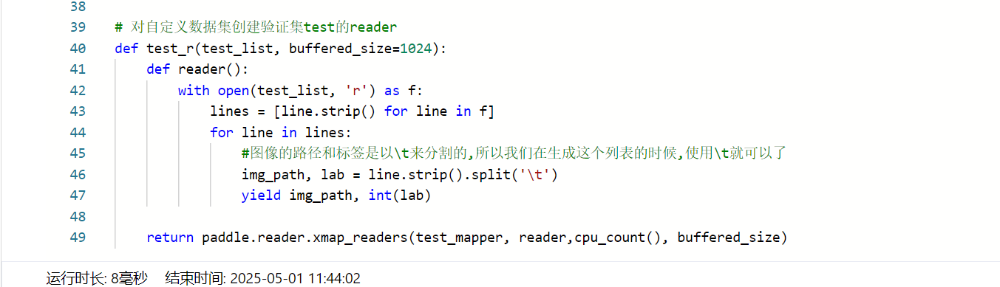 38
39 # 对自定义数据集创建验证集test的reader
40 def test_r(test_list, buffered_size=1024):
41     def reader():
42         with open(test_list, 'r') as f:
43             lines = [line.strip() for line in f]
44             for line in lines:
45                 #图像的路径和标签是以\t来分割的,所以我们在生成这个列表的时候,使用\t就可以了
46                 img_path, lab = line.strip().split('\t')
47                 yield img_path, int(lab)
48
49     return paddle.reader.xmap_readers(test_mapper, reader,cpu_count(), buffered_size)
运行时长: 8毫秒 结束时间: 2025-05-01 11:44:02